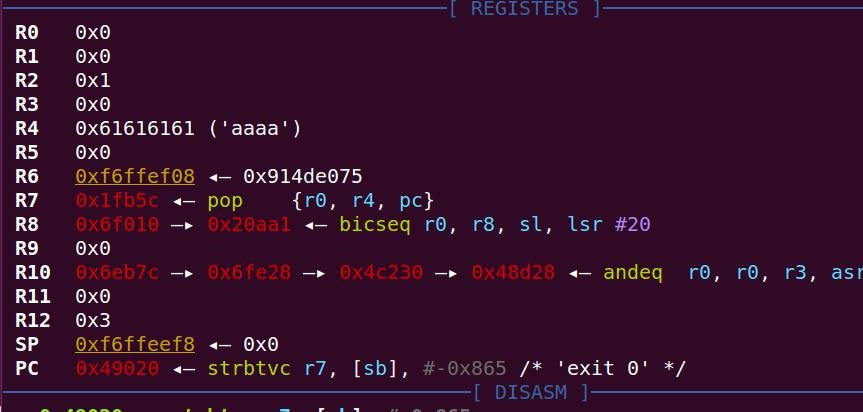 [ REGISTERS ]
R0 0x0
R1 0x0
R2 0x1
R3 0x0
R4 0x61616161 ('aaaa')
R5 0x0
R6 0xf6ffef08 ◂— 0x914de075
R7 0x1fb5c ◂— pop {r0, r4, pc}
R8 0x6f010 —▸ 0x20aa1 ◂— bicseq r0, r8, sl, lsr #20
R9 0x0
R10 0x6eb7c —▸ 0x6fe28 —▸ 0x4c230 —▸ 0x48d28 ◂— andeq r0, r0, r3, asr
R11 0x0
R12 0x3
SP 0xf6ffeef8 ◂— 0x0
PC 0x49020 ◂— strbtvc r7, [sb], #-0x865 /* 'exit 0' */
[ DISASM ]